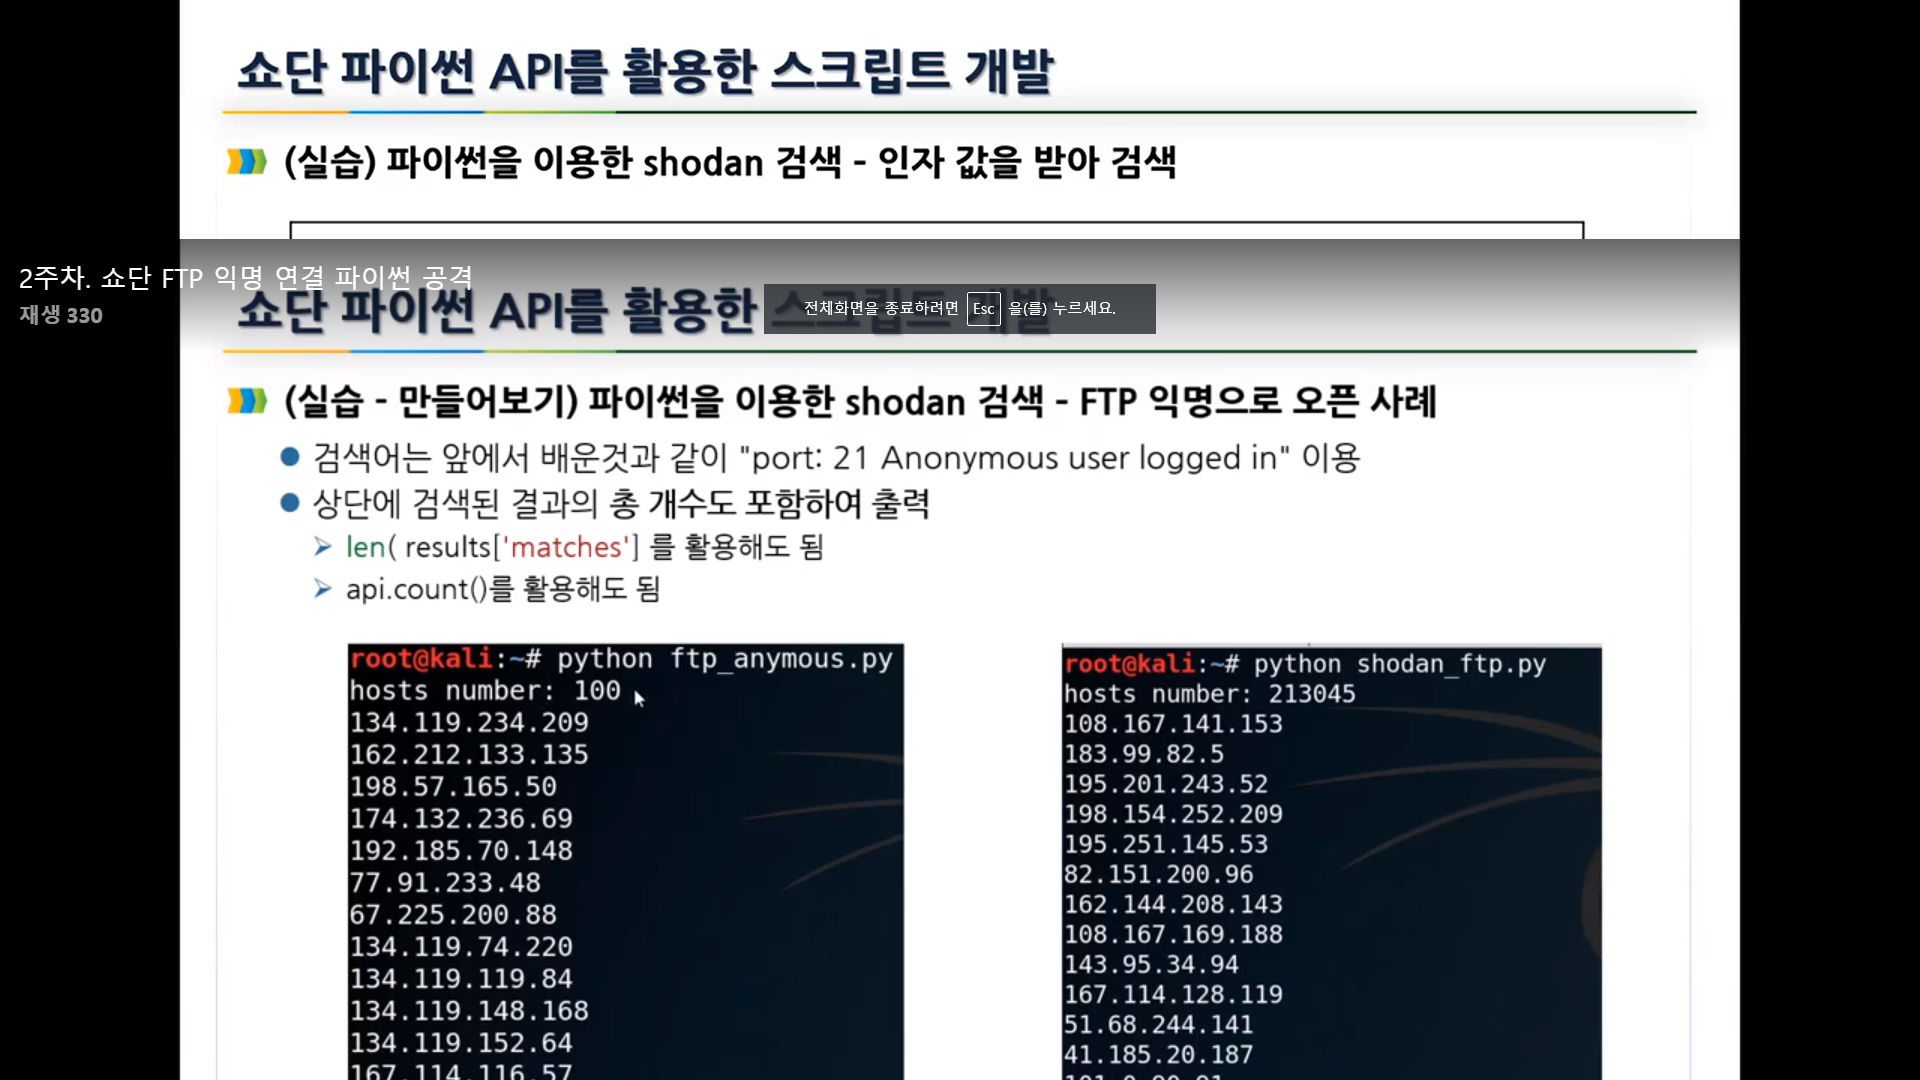 쇼단 파이썬 API를 활용한 스크립트 개발
(실습) 파이썬을 이용한 shodan 검색 - 인자 값을 받아 검색
2주차. 쇼단 FTP 익명 연결 파이썬 공격
재생 330
쇼단 파이썬 API를 활용한 스크립트 개발
전체화면을 종료하려면 Esc 을(를) 누르세요.
(실습 - 만들어보기) 파이썬을 이용한 shodan 검색 - FTP 익명으로 오픈 사례
검색어는 앞에서 배운것과 같이 "port: 21 Anonymous user logged in" 이용
상단에 검색된 결과의 총 개수도 포함하여 출력
len( results['matches'] 를 활용해도 됨
api.count()를 활용해도 됨
root@kali:~# python ftp_anymous.py
hosts number: 100
134.119.234.209
162.212.133.135
198.57.165.50
174.132.236.69
192.185.70.148
77.91.233.48
67.225.200.88
134.119.74.220
134.119.119.84
134.119.148.168
134.119.152.64
167.114.116.57
root@kali:~# python shodan_ftp.py
hosts number: 213045
108.167.141.153
183.99.82.5
195.201.243.52
198.154.252.209
195.251.145.53
82.151.200.96
162.144.208.143
108.167.169.188
143.95.34.94
167.114.128.119
51.68.244.141
41.185.20.187